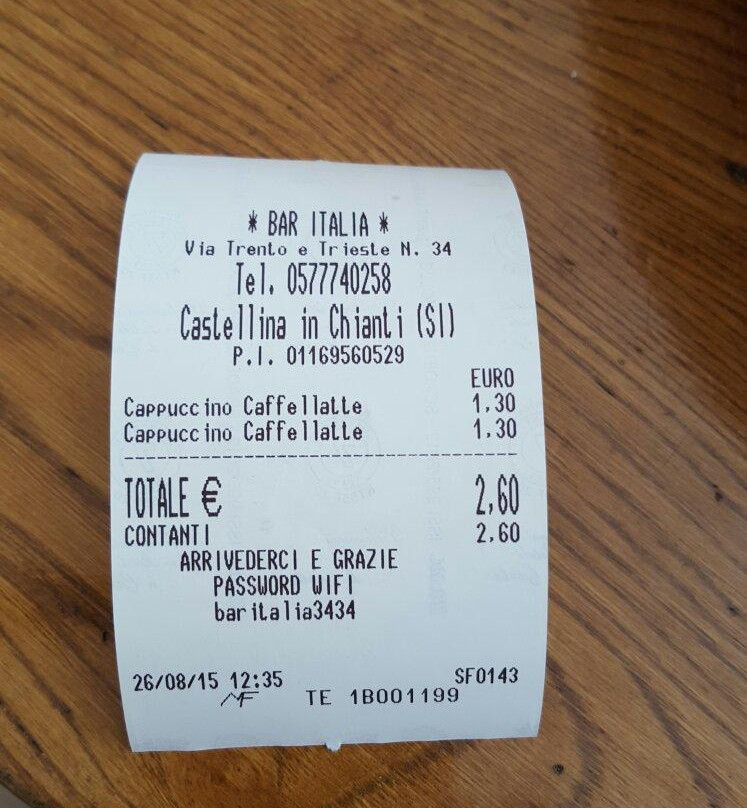 * BAR ITALIA *
Via Trento e Trieste N. 34
Tel. 0577740258
Castellina in Chianti (SI)
P.I. 01169560529
EURO
Cappuccino Caffellatte 1,30
Cappuccino Caffellatte 1,30
TOTALE € 2,60
CONTANTI 2,60
ARRIVEDERCI E GRAZIE
PASSWORD WIFI
baritalia3434
26/08/15 12:35 SF0143
MF TE 1B001199